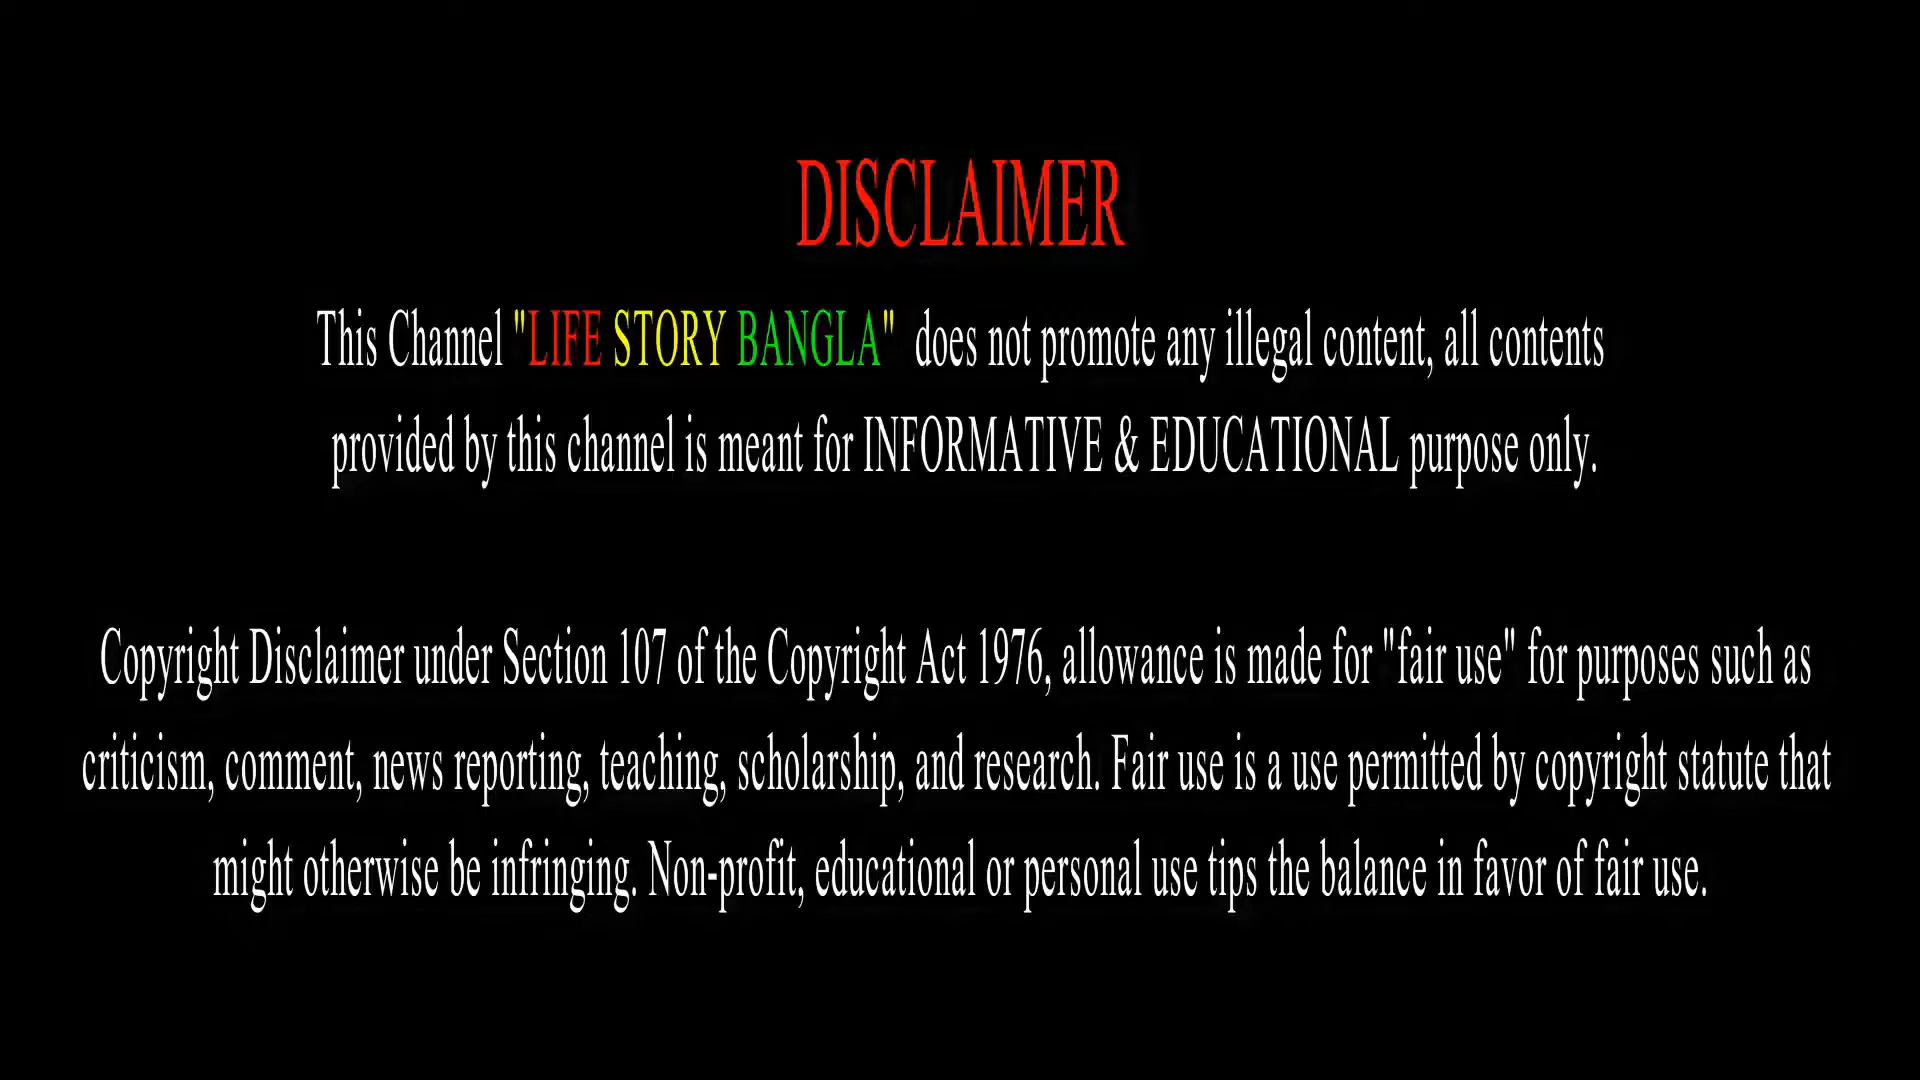 DISCLAIMER
This Channel "LIFE STORY BANGLA" does not promote any illegal content, all contents
provided by this channel is meant for INFORMATIVE & EDUCATIONAL purpose only.
Copyright Disclaimer under Section 107 of the Copyright Act 1976, allowance is made for "fair use" for purposes such as
criticism, comment, news reporting, teaching, scholarship, and research. Fair use is a use permitted by copyright statute that
might otherwise be infringing. Non-profit, educational or personal use tips the balance in favor of fair use.